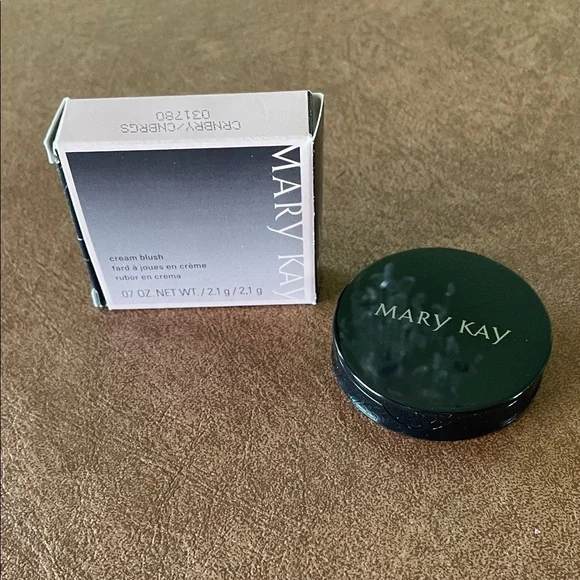 CRNBRY/CNBRGS
031780
MARY KAY
cream blush
fard à joues en crème
rubor en crema
.07 OZ. NET WT. / 2.1 g / 2,1 g
MARY KAY